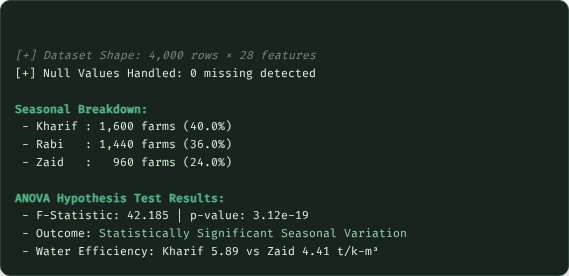 [+] Dataset Shape: 4,000 rows × 28 features
[+] Null Values Handled: 0 missing detected
Seasonal Breakdown:
- Kharif : 1,600 farms (40.0%)
- Rabi : 1,440 farms (36.0%)
- Zaid : 960 farms (24.0%)
ANOVA Hypothesis Test Results:
- F-Statistic: 42.185 | p-value: 3.12e-19
- Outcome: Statistically Significant Seasonal Variation
- Water Efficiency: Kharif 5.89 vs Zaid 4.41 t/k-m³